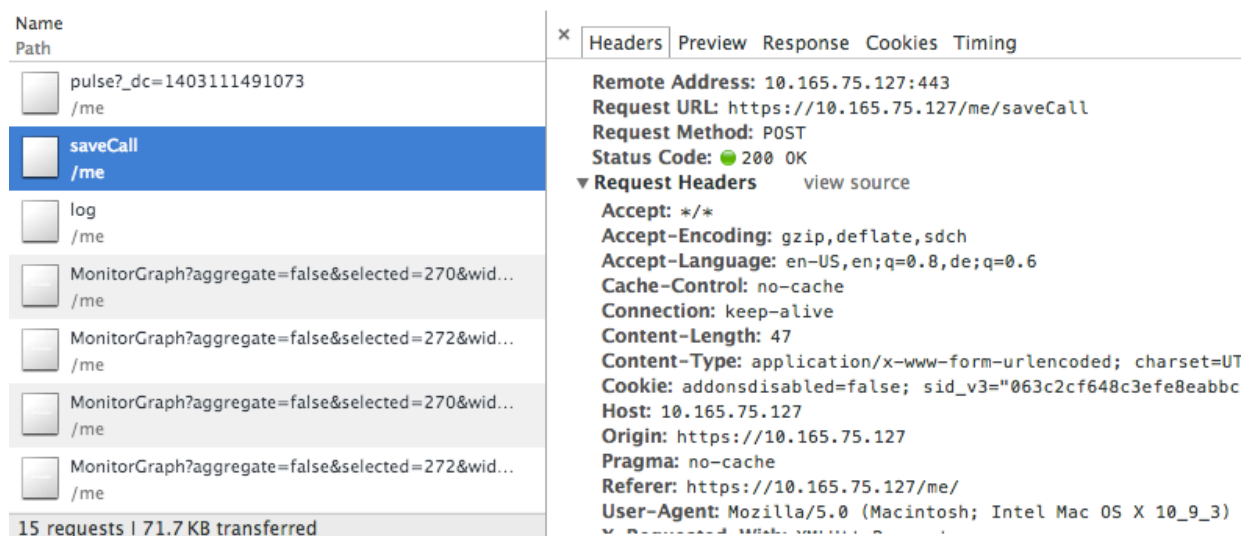 Name
Path
pulse?_dc=1403111491073
/me
saveCall
/me
log
/me
MonitorGraph?aggregate=false&selected=270&wid...
/me
MonitorGraph?aggregate=false&selected=272&wid...
/me
MonitorGraph?aggregate=false&selected=270&wid...
/me
MonitorGraph?aggregate=false&selected=272&wid...
/me
15 requests | 71.7 KB transferred
× Headers Preview Response Cookies Timing
Remote Address: 10.165.75.127:443
Request URL: https://10.165.75.127/me/saveCall
Request Method: POST
Status Code: 200 OK
▼ Request Headers view source
Accept: */*
Accept-Encoding: gzip,deflate,sdch
Accept-Language: en-US,en;q=0.8,de;q=0.6
Cache-Control: no-cache
Connection: keep-alive
Content-Length: 47
Content-Type: application/x-www-form-urlencoded; charset=UT
Cookie: addonsdisabled=false; sid_v3="063c2cf648c3efe8eabbc
Host: 10.165.75.127
Origin: https://10.165.75.127
Pragma: no-cache
Referer: https://10.165.75.127/me/
User-Agent: Mozilla/5.0 (Macintosh; Intel Mac OS X 10_9_3)